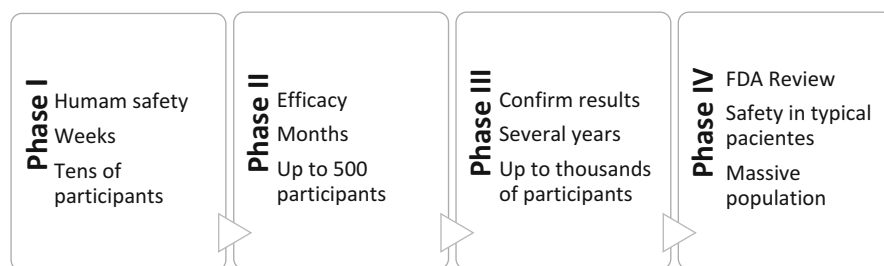 Phase I
Humam safety
Weeks
Tens of
participants
Phase II
Efficacy
Months
Up to 500
participants
Phase III
Confirm results
Several years
Up to thousands
of participants
Phase IV
FDA Review
Safety in typical
pacientes
Massive
population